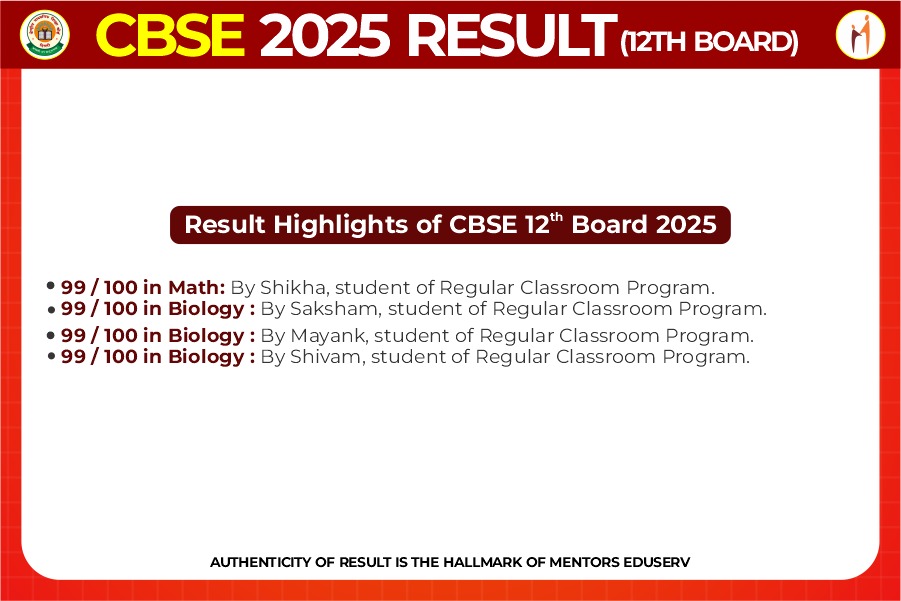 CBSE 2025 RESULT (12TH BOARD)
Result Highlights of CBSE 12th Board 2025
• 99 / 100 in Math: By Shikha, student of Regular Classroom Program.
• 99 / 100 in Biology : By Saksham, student of Regular Classroom Program.
• 99 / 100 in Biology : By Mayank, student of Regular Classroom Program.
• 99 / 100 in Biology : By Shivam, student of Regular Classroom Program.
AUTHENTICITY OF RESULT IS THE HALLMARK OF MENTORS EDUSERV